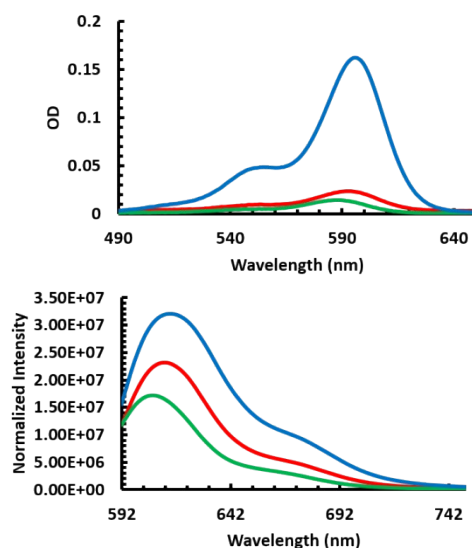 0.2
0.15
0.1
0.05
0
OD
490 540 590 640
Wavelength (nm)
3.50E+07
3.00E+07
2.50E+07
2.00E+07
1.50E+07
1.00E+07
5.00E+06
0.00E+00
Normalized Intensity
592 642 692 742
Wavelength (nm)